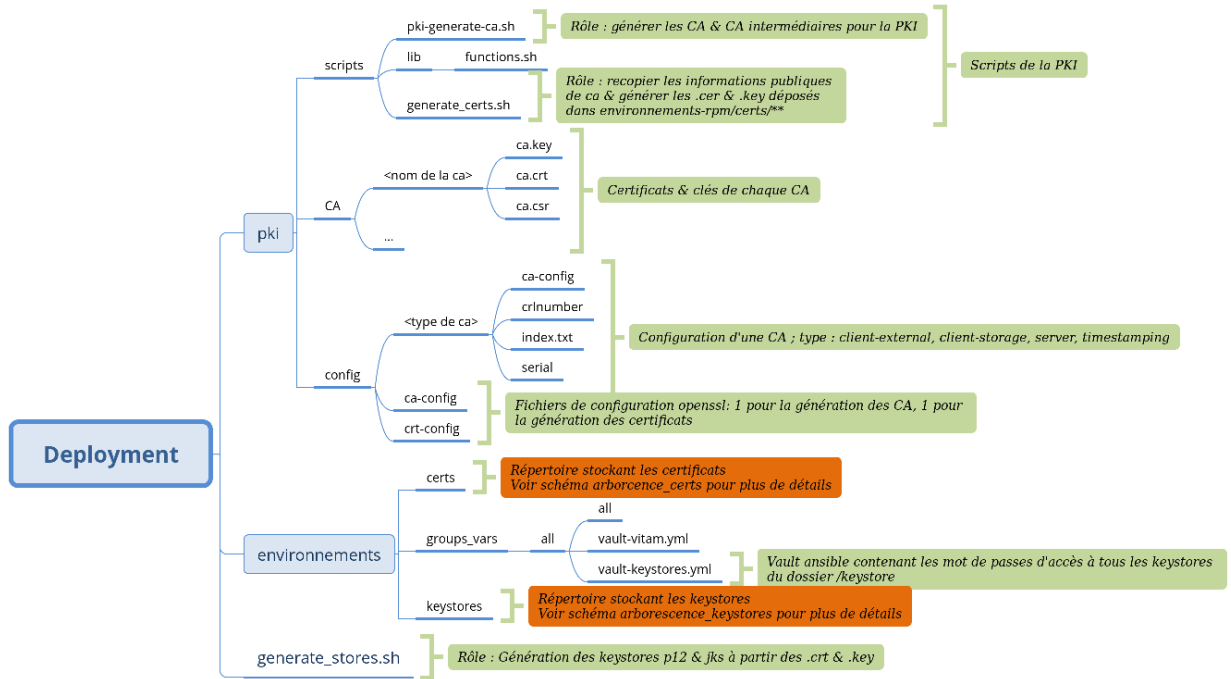 pki-generate-ca.sh
Rôle : générer les CA & CA intermédiaires pour la PKI
scripts
lib
functions.sh
Scripts de la PKI
generate_certs.sh
Rôle : recopier les informations publiques
de ca & générer les .cer & .key déposés
dans environnements-rpm/certs/**
ca.key
<nom de la ca>
ca.crt
Certificats & clés de chaque CA
CA
ca.csr
...
pki
ca-config
crlnumber
<type de ca>
index.txt
Configuration d'une CA ; type : client-external, client-storage, server, timestamping
serial
config
ca-config
crt-config
Fichiers de configuration openssl: 1 pour la génération des CA, 1 pour
la génération des certificats
Deployment
certs
Répertoire stockant les certificats
Voir schéma arborcence_certs pour plus de détails
all
groups_vars
all
vault-vitam.yml
environnements
vault-keystores.yml
Vault ansible contenant les mot de passes d'accès à tous les keystores
du dossier /keystore
keystores
Répertoire stockant les keystores
Voir schéma arborescence_keystores pour plus de détails
generate_stores.sh
Rôle : Génération des keystores p12 & jks à partir des .crt & .key